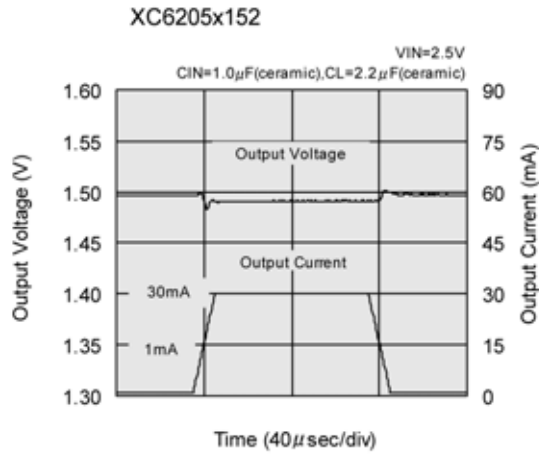 XC6205x152
VIN=2.5V
CIN=1.0μF(ceramic),CL=2.2μF(ceramic)
1.60
1.55
1.50
1.45
1.40
1.35
1.30
Output Voltage (V)
Output Voltage
Output Current
30mA
1mA
90
75
60
45
30
15
0
Output Current (mA)
Time (40μsec/div)